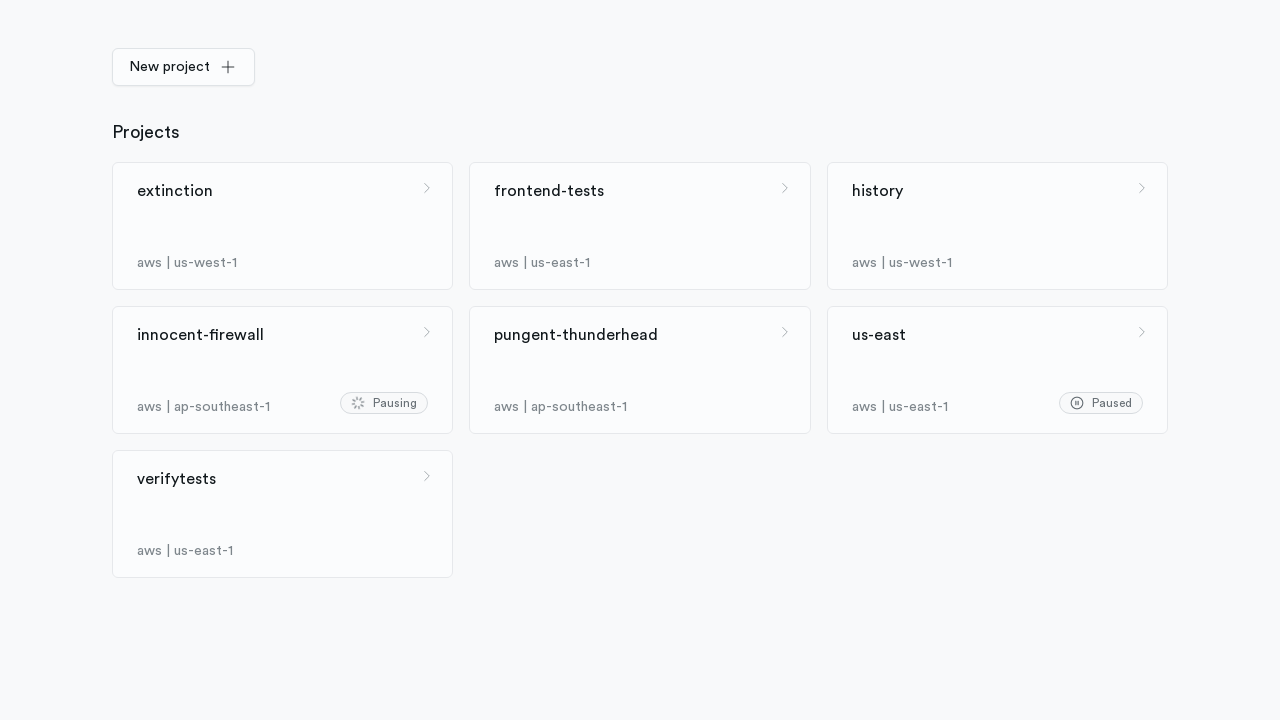 New project
Projects
extinction
aws | us-west-1
frontend-tests
aws | us-east-1
history
aws | us-west-1
innocent-firewall
aws | ap-southeast-1
Pausing
pungent-thunderhead
aws | ap-southeast-1
us-east
aws | us-east-1
Paused
verifytests
aws | us-east-1